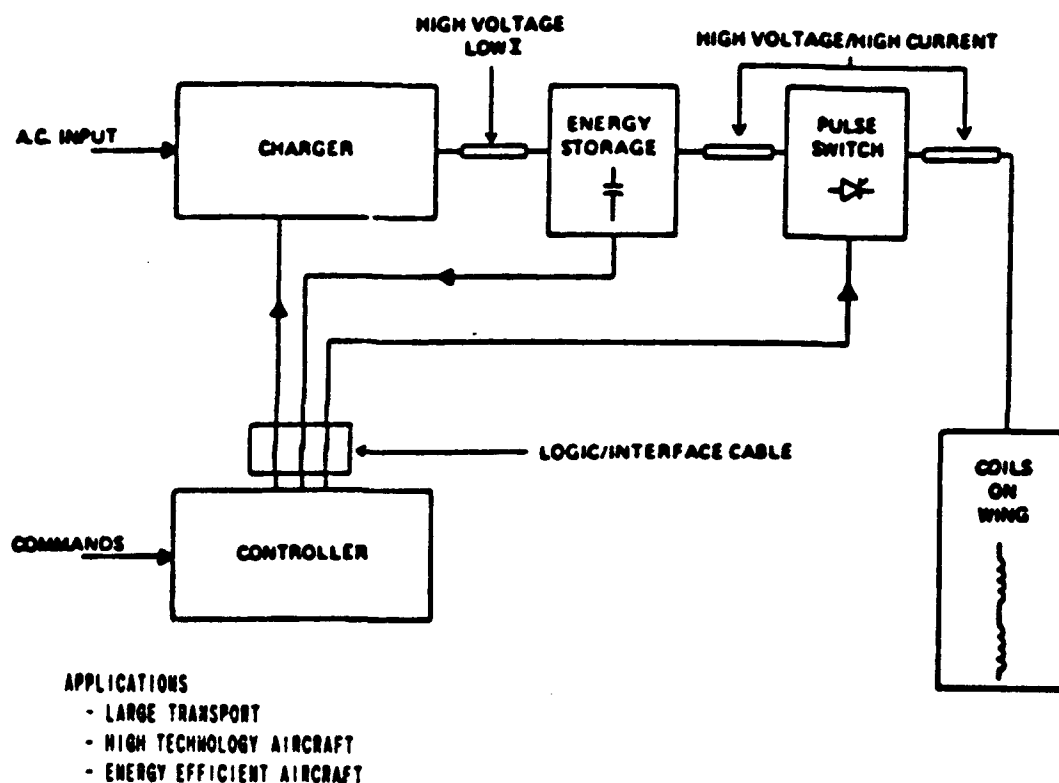 HIGH VOLTAGE
LOW I
HIGH VOLTAGE/HIGH CURRENT
A.C. INPUT
CHARGER
ENERGY
STORAGE
PULSE
SWITCH
LOGIC/INTERFACE CABLE
COILS
ON
WING
COMMANDS
CONTROLLER
APPLICATIONS
- LARGE TRANSPORT
- HIGH TECHNOLOGY AIRCRAFT
- ENERGY EFFICIENT AIRCRAFT